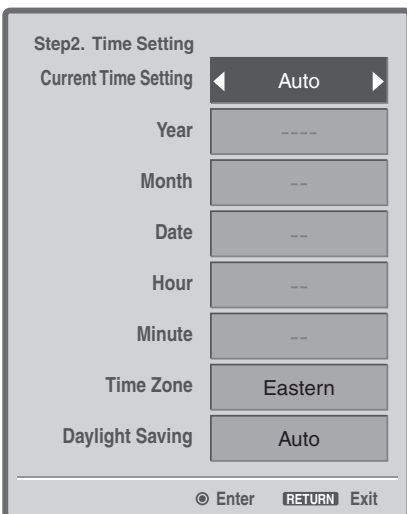 Step2. Time Setting
Current Time Setting Auto
Year ----
Month --
Date --
Hour --
Minute --
Time Zone Eastern
Daylight Saving Auto
Enter RETURN Exit